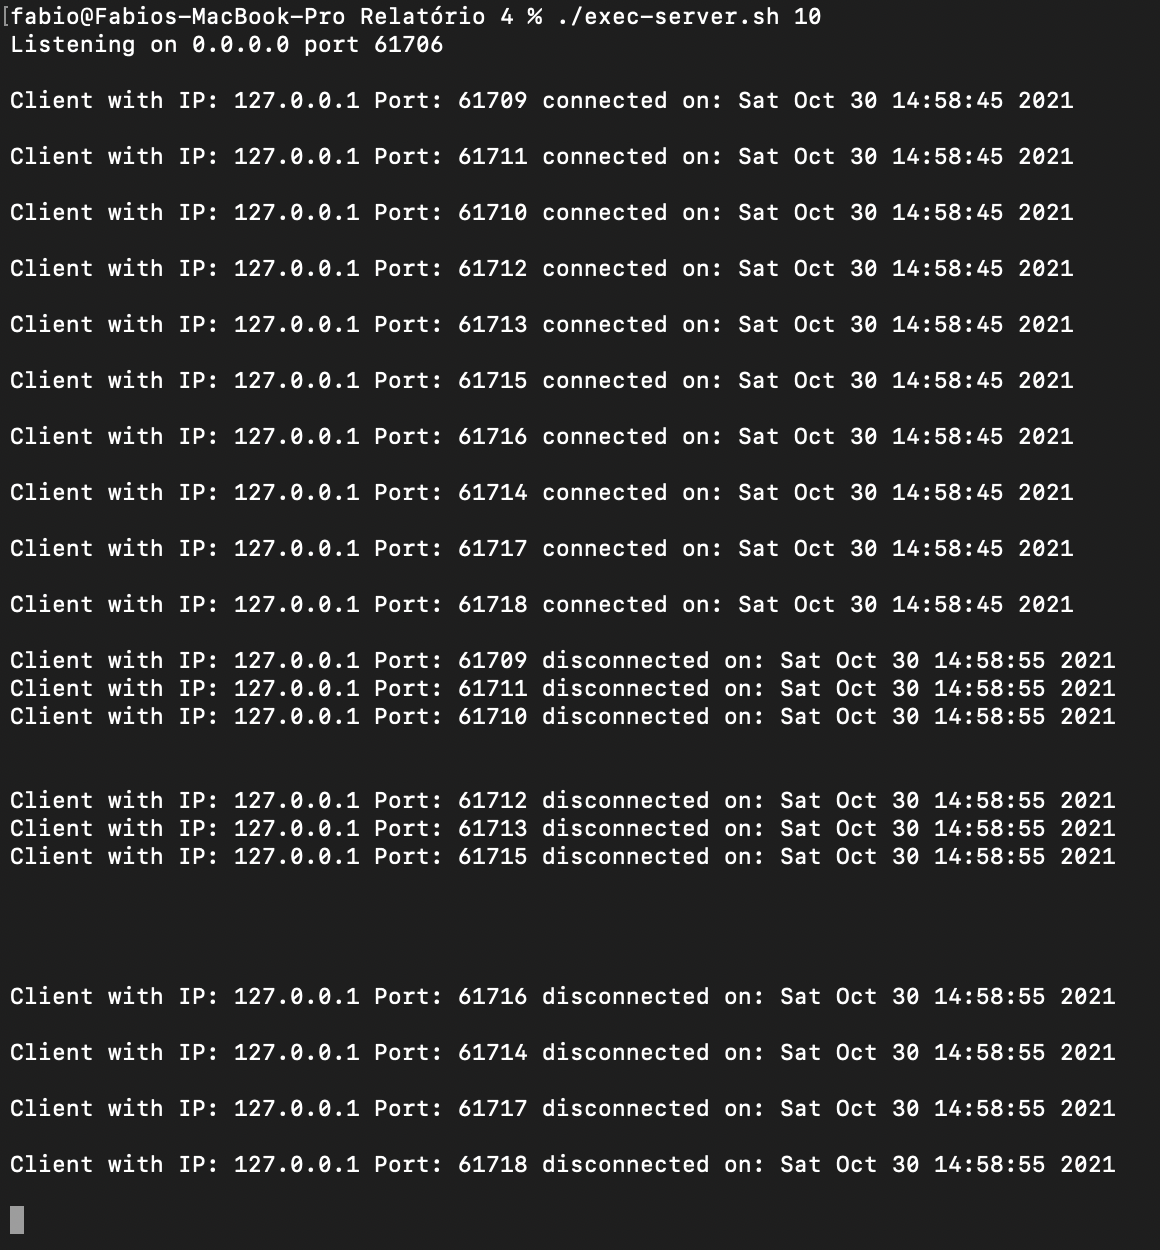 [fabio@Fabios-MacBook-Pro Relatório 4 % ./exec-server.sh 10
Listening on 0.0.0.0 port 61706
Client with IP: 127.0.0.1 Port: 61709 connected on: Sat Oct 30 14:58:45 2021
Client with IP: 127.0.0.1 Port: 61711 connected on: Sat Oct 30 14:58:45 2021
Client with IP: 127.0.0.1 Port: 61710 connected on: Sat Oct 30 14:58:45 2021
Client with IP: 127.0.0.1 Port: 61712 connected on: Sat Oct 30 14:58:45 2021
Client with IP: 127.0.0.1 Port: 61713 connected on: Sat Oct 30 14:58:45 2021
Client with IP: 127.0.0.1 Port: 61715 connected on: Sat Oct 30 14:58:45 2021
Client with IP: 127.0.0.1 Port: 61716 connected on: Sat Oct 30 14:58:45 2021
Client with IP: 127.0.0.1 Port: 61714 connected on: Sat Oct 30 14:58:45 2021
Client with IP: 127.0.0.1 Port: 61717 connected on: Sat Oct 30 14:58:45 2021
Client with IP: 127.0.0.1 Port: 61718 connected on: Sat Oct 30 14:58:45 2021
Client with IP: 127.0.0.1 Port: 61709 disconnected on: Sat Oct 30 14:58:55 2021
Client with IP: 127.0.0.1 Port: 61711 disconnected on: Sat Oct 30 14:58:55 2021
Client with IP: 127.0.0.1 Port: 61710 disconnected on: Sat Oct 30 14:58:55 2021
Client with IP: 127.0.0.1 Port: 61712 disconnected on: Sat Oct 30 14:58:55 2021
Client with IP: 127.0.0.1 Port: 61713 disconnected on: Sat Oct 30 14:58:55 2021
Client with IP: 127.0.0.1 Port: 61715 disconnected on: Sat Oct 30 14:58:55 2021
Client with IP: 127.0.0.1 Port: 61716 disconnected on: Sat Oct 30 14:58:55 2021
Client with IP: 127.0.0.1 Port: 61714 disconnected on: Sat Oct 30 14:58:55 2021
Client with IP: 127.0.0.1 Port: 61717 disconnected on: Sat Oct 30 14:58:55 2021
Client with IP: 127.0.0.1 Port: 61718 disconnected on: Sat Oct 30 14:58:55 2021